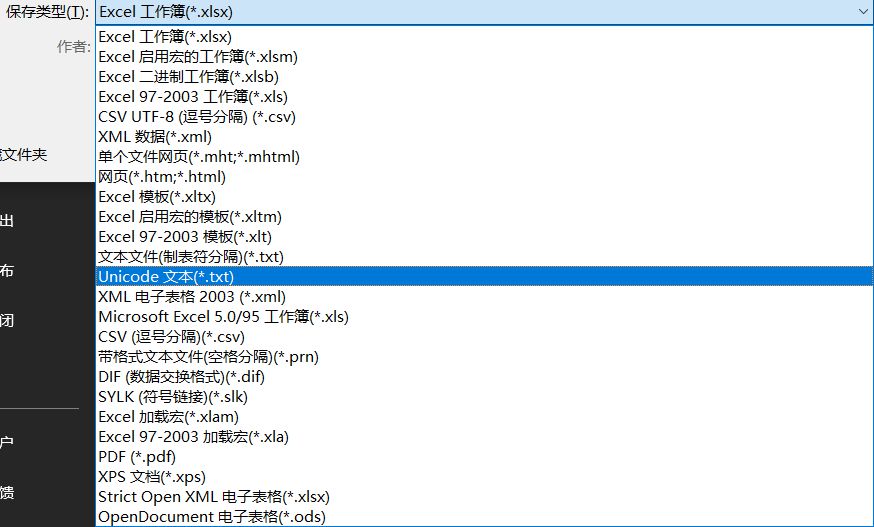 保存类型(T): Excel 工作簿(*.xlsx)
Excel 工作簿(*.xlsx)
作者: Excel 启用宏的工作簿(*.xlsm)
Excel 二进制工作簿(*.xlsb)
Excel 97-2003 工作簿(*.xls)
CSV UTF-8 (逗号分隔) (*.csv)
XML 数据(*.xml)
文件夹 单个文件网页(*.mht;*.mhtml)
网页(*.htm;*.html)
Excel 模板(*.xltx)
出 Excel 启用宏的模板(*.xltm)
Excel 97-2003 模板(*.xlt)
文本文件(制表符分隔)(*.txt)
布 Unicode 文本(*.txt)
XML 电子表格 2003 (*.xml)
闭 Microsoft Excel 5.0/95 工作簿(*.xls)
CSV (逗号分隔)(*.csv)
带格式文本文件(空格分隔)(*.prn)
DIF (数据交换格式)(*.dif)
SYLK (符号链接)(*.slk)
Excel 加载宏(*.xlam)
户 Excel 97-2003 加载宏(*.xla)
PDF (*.pdf)
XPS 文档(*.xps)
馈 Strict Open XML 电子表格(*.xlsx)
OpenDocument 电子表格(*.ods)